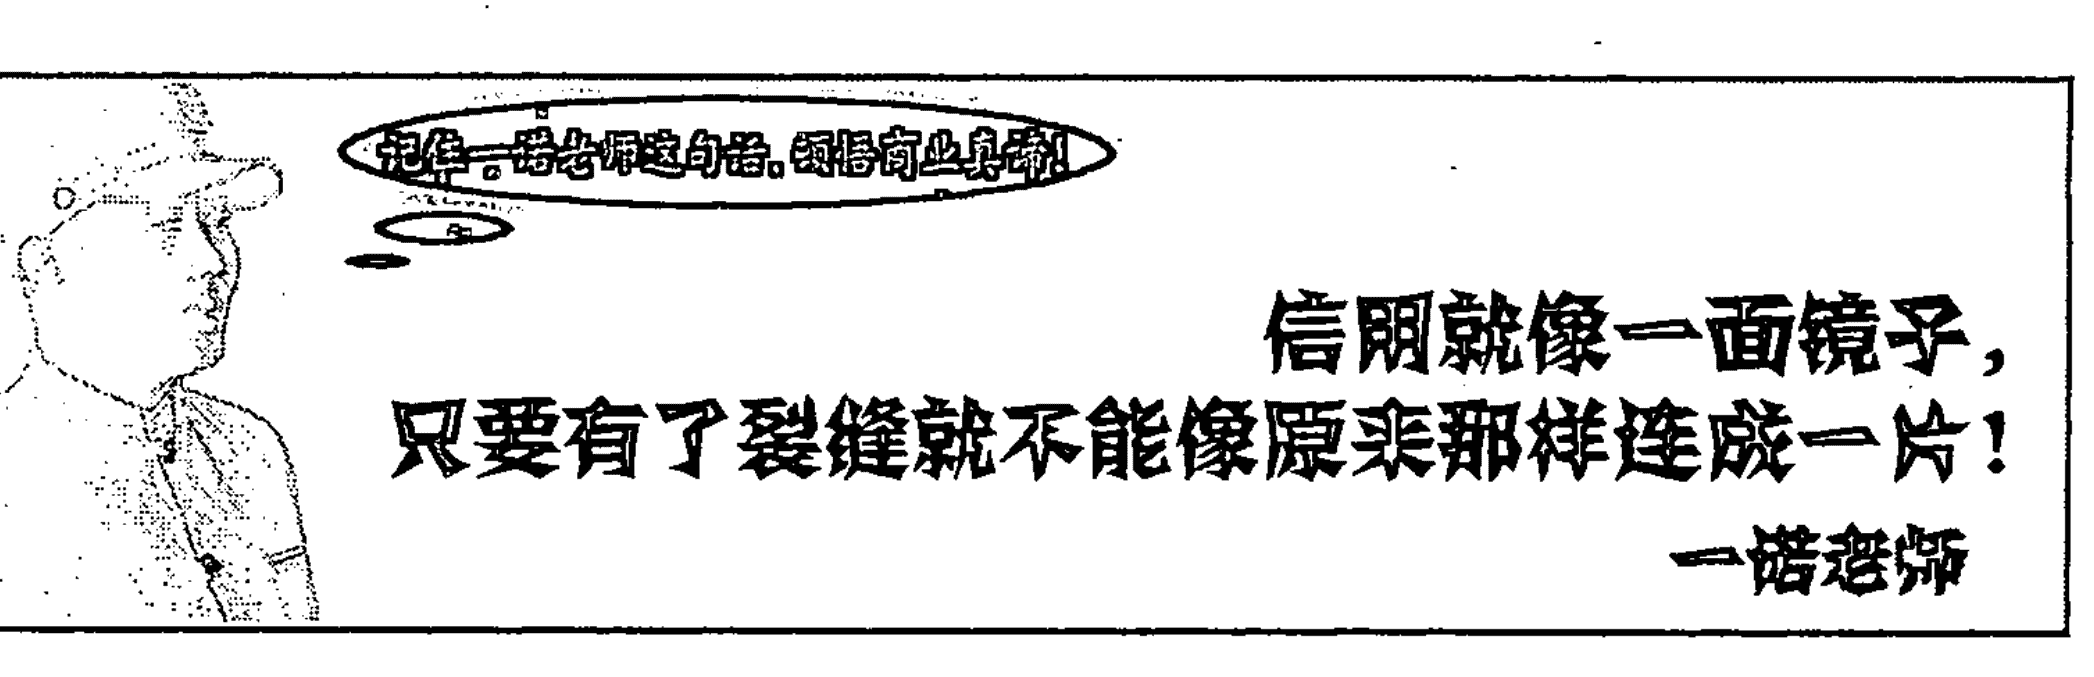 记住一诺老师这句话,领悟商业真谛!
信用就像一面镜子,
只要有了裂缝就不能像原来那样连成一片!
一诺老师